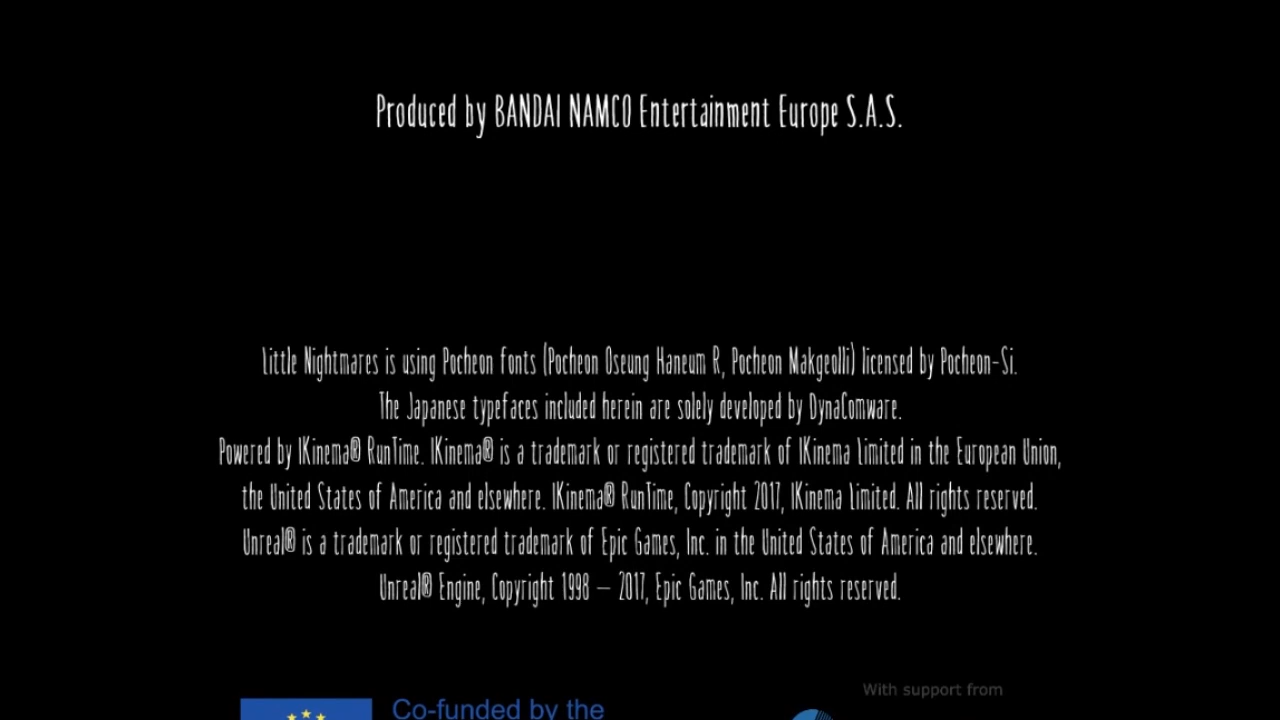 Produced by BANDAI NAMCO Entertainment Europe S.A.S.
Little Nightmares is using Pocheon fonts (Pocheon Oseung Haneum R, Pocheon Makgeolli) licensed by Pocheon-Si.
The Japanese typefaces included herein are solely developed by DynaComware.
Powered by IKinema® RunTime. IKinema® is a trademark or registered trademark of IKinema Limited in the European Union,
the United States of America and elsewhere. IKinema® RunTime, Copyright 2017, IKinema Limited. All rights reserved.
Unreal® is a trademark or registered trademark of Epic Games, Inc. in the United States of America and elsewhere.
Unreal® Engine, Copyright 1998 – 2017, Epic Games, Inc. All rights reserved.
With support from
Co-funded by the